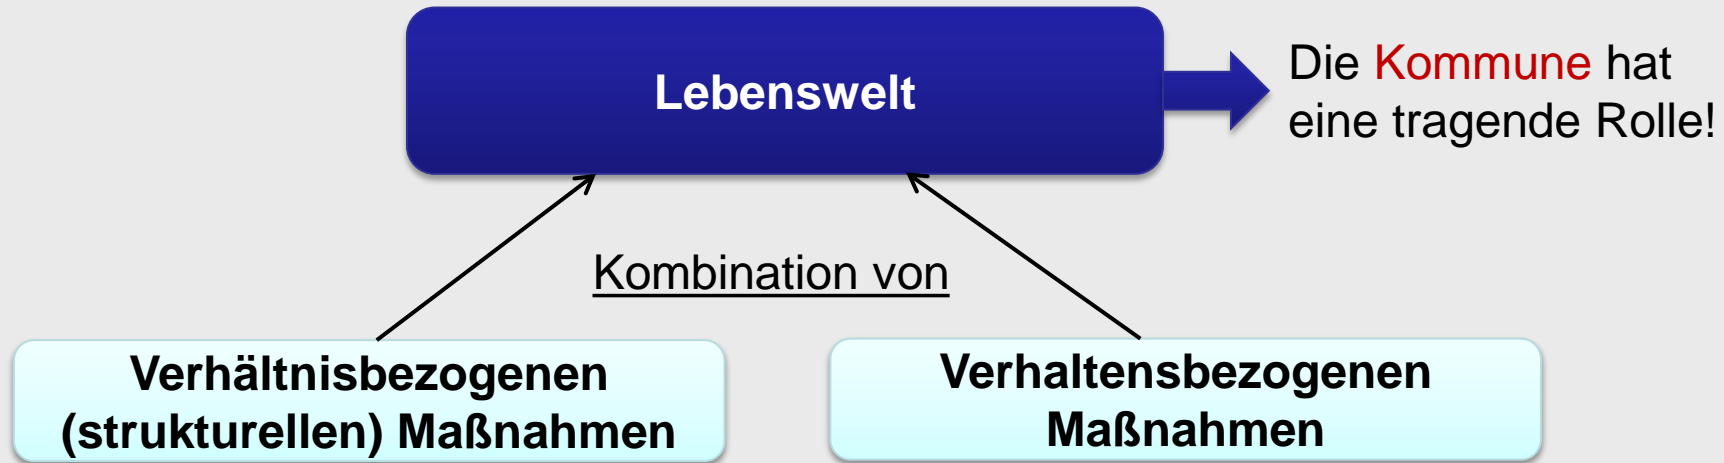 Lebenswelt
Die Kommune hat
eine tragende Rolle!
Kombination von
Verhältnisbezogenen
(strukturellen) Maßnahmen
Verhaltensbezogenen
Maßnahmen